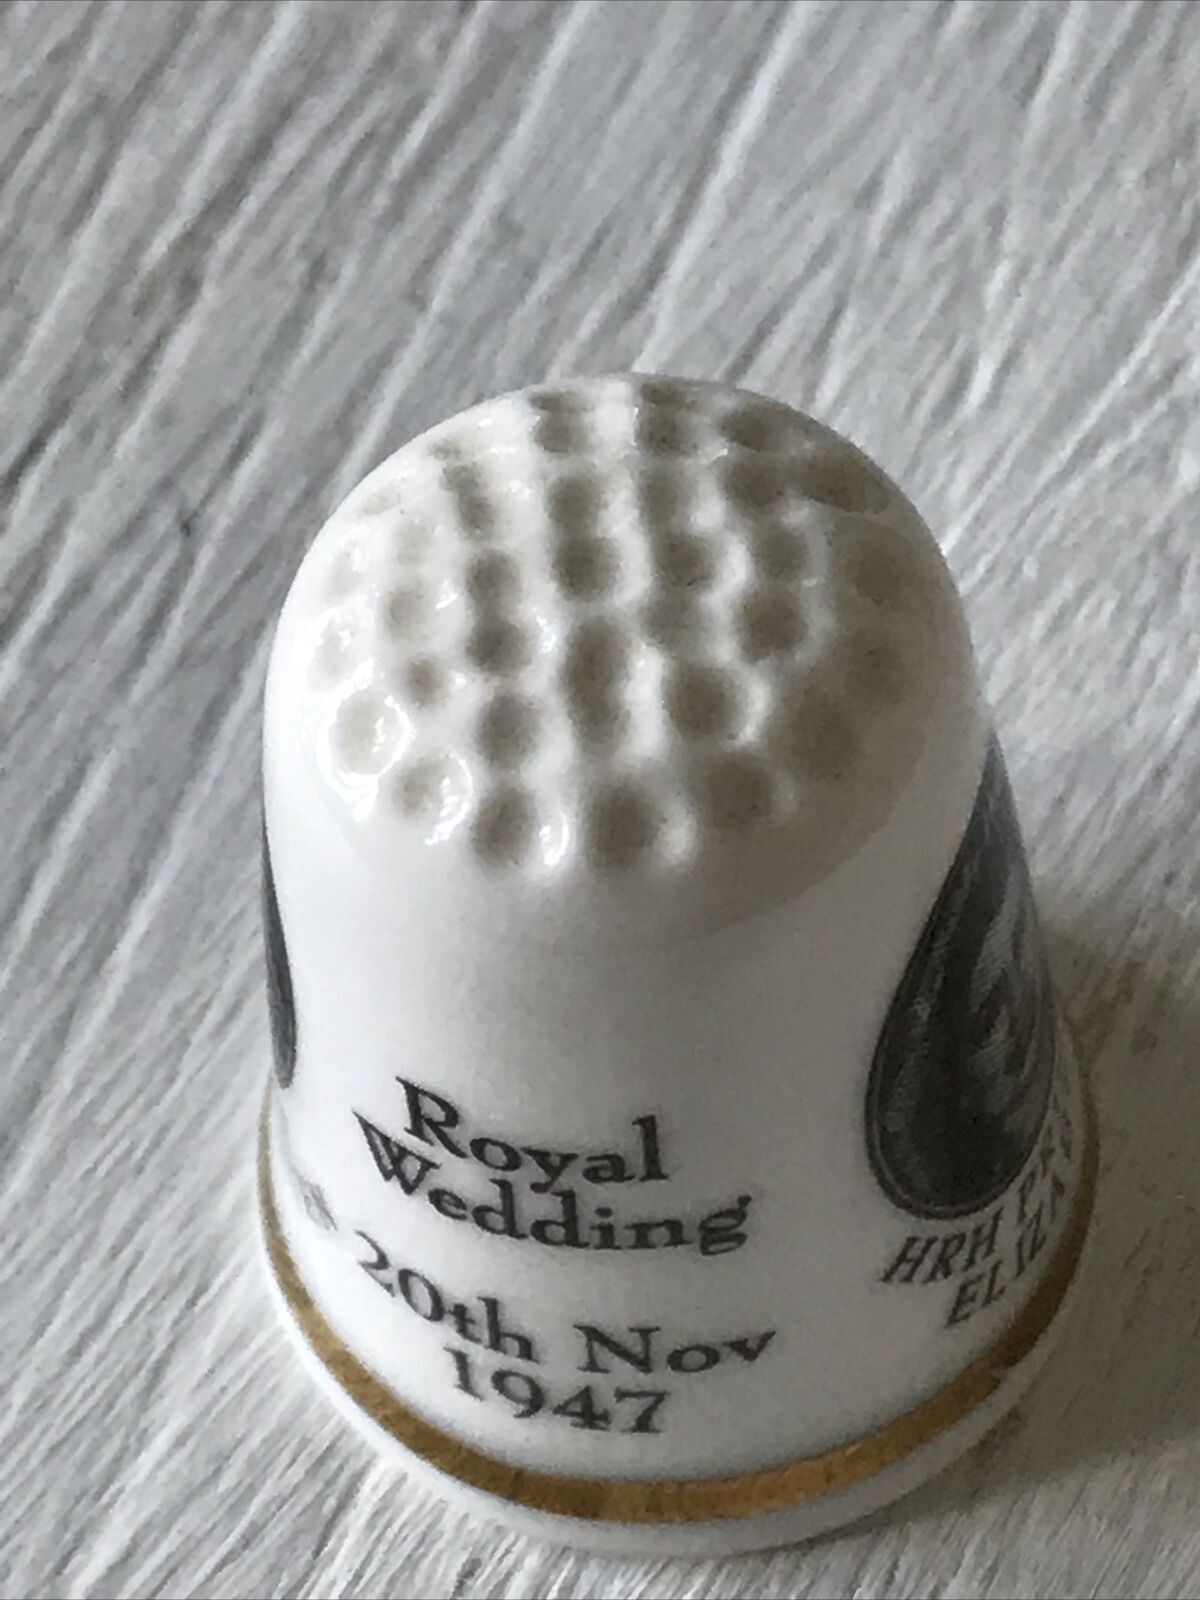 Royal
Wedding
20th Nov
1947
HRH